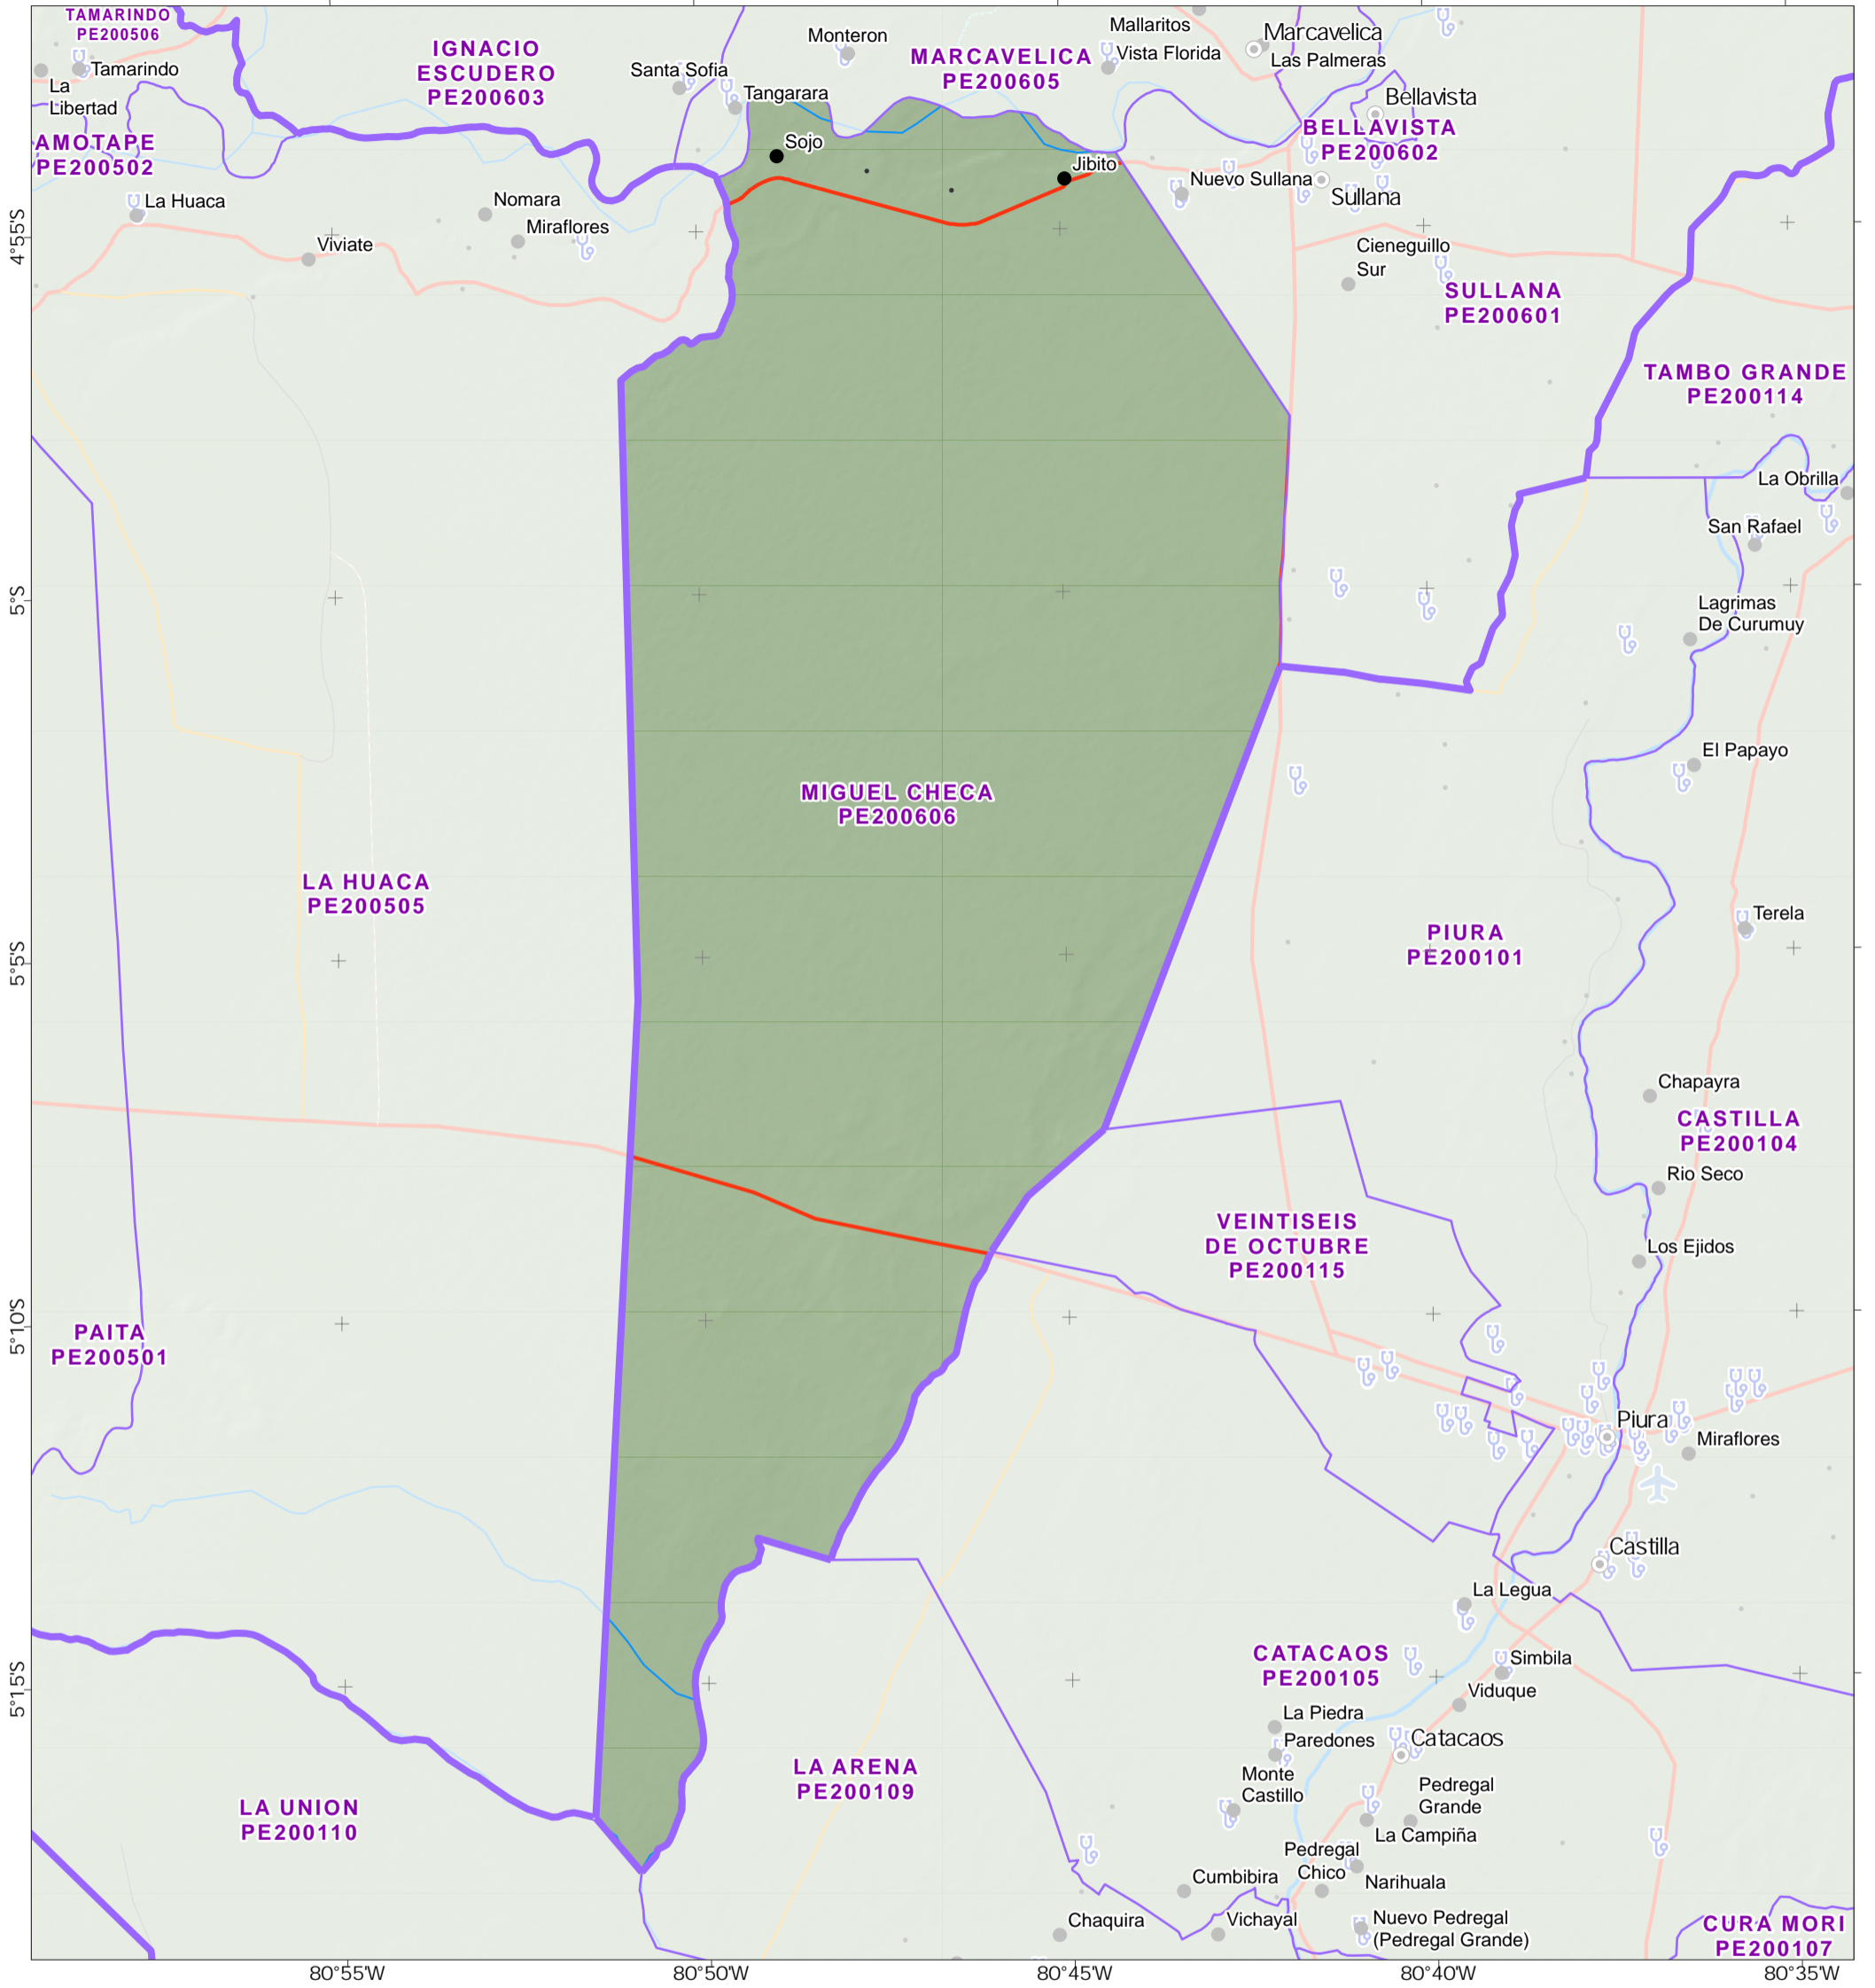 TAMARINDO
PE200506
La
Libertad
Tamarindo
IGNACIO
ESCUDERO
PE200603
Monteron
Santa Sofia
Tangarara
MARCAVELICA
PE200605
Mallaritos
Vista Florida
Marcavelica
Las Palmeras
Bellavista
BELLAVISTA
PE200602
AMOTAPE
PE200502
Sojo
Jibito
Nuevo Sullana
Sullana
La Huaca
Nomara
Miraflores
Viviate
Cieneguillo
Sur
SULLANA
PE200601
TAMBO GRANDE
PE200114
La Obrilla
San Rafael
Lagrimas
De Curumuy
El Papayo
MIGUEL CHECA
PE200606
LA HUACA
PE200505
Terela
PIURA
PE200101
Chapayra
CASTILLA
PE200104
Rio Seco
VEINTISEIS
DE OCTUBRE
PE200115
Los Ejidos
PAITA
PE200501
Piura
Miraflores
Castilla
La Legua
CATACAOS
PE200105
Simbila
Viduque
La Piedra
Paredones
Catacaos
LA ARENA
PE200109
Monte
Castillo
Pedregal
Grande
La Campiña
LA UNION
PE200110
Pedregal
Chico
Narihuala
Cumbibira
Chaquira
Vichayal
Nuevo Pedregal
(Pedregal Grande)
CURA MORI
PE200107
4°55'S
5°S
5°5'S
5°10'S
5°15'S
80°55'W
80°50'W
80°45'W
80°40'W
80°35'W